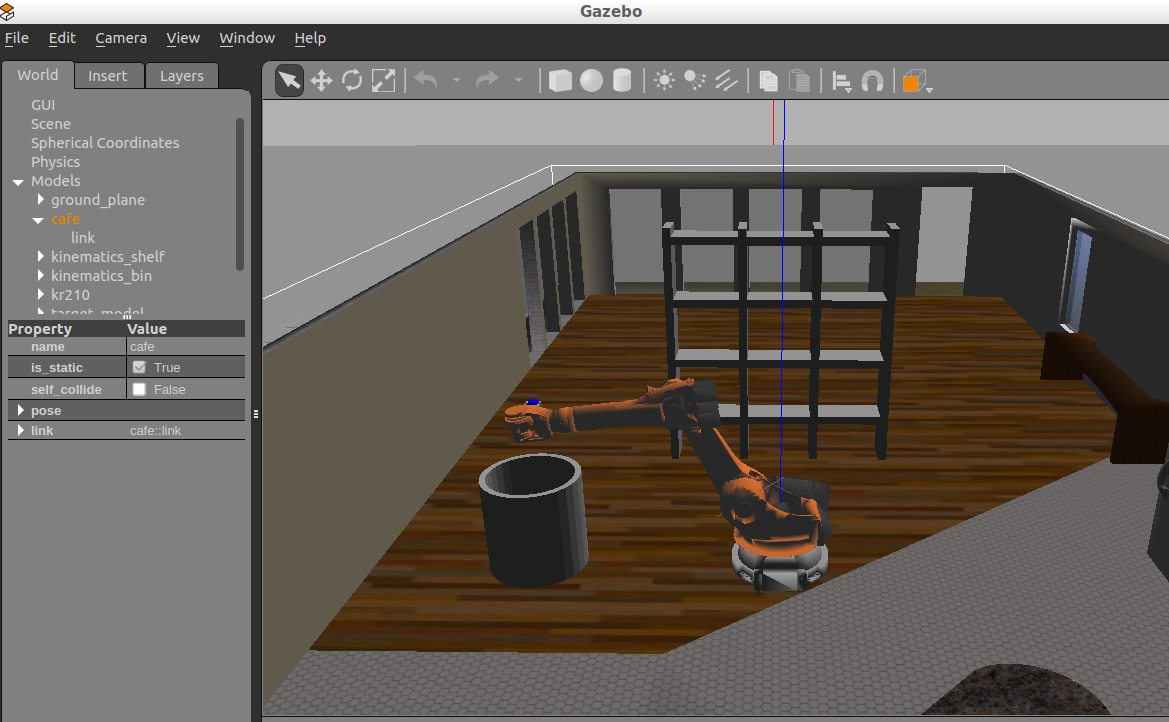 Gazebo
File Edit Camera View Window Help
World Insert Layers
GUI
Scene
Spherical Coordinates
Physics
Models
ground_plane
cafe
link
kinematics_shelf
kinematics_bin
kr210
target_model
Property Value
name cafe
is_static True
self_collide False
pose
link cafe::link